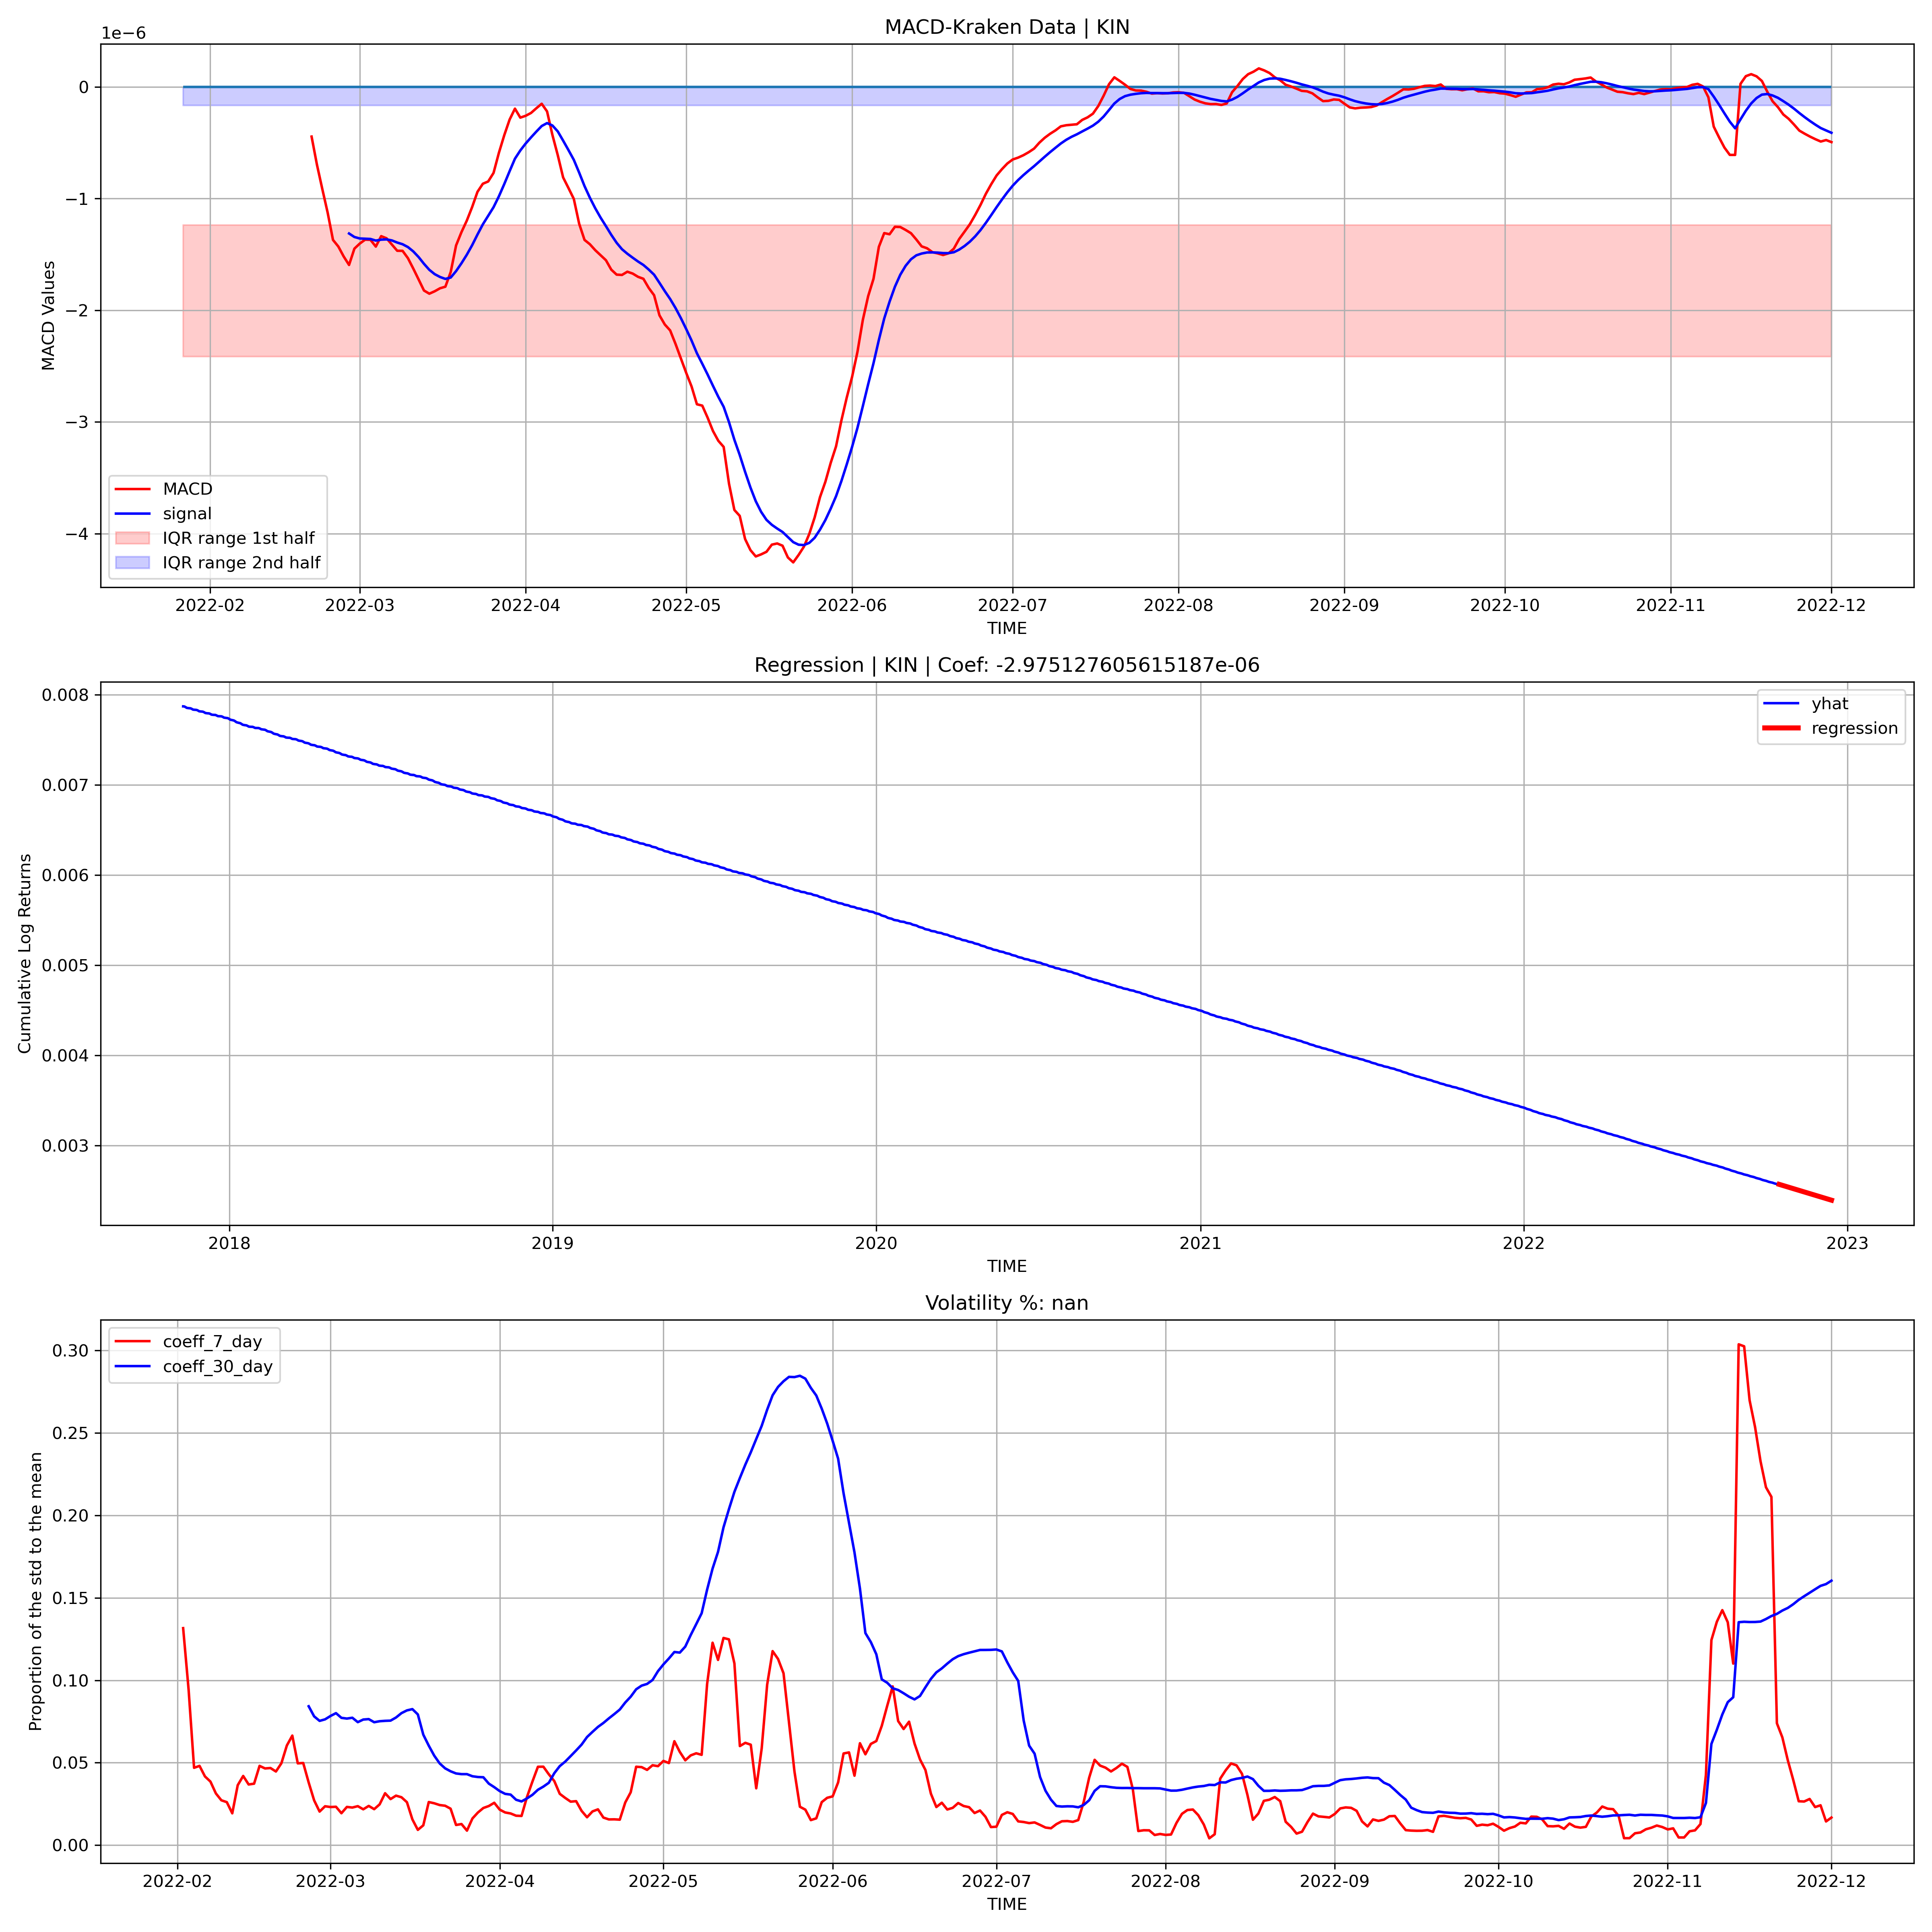 MACD-Kraken Data | KIN
1e−6
0
−1
−2
−3
−4
MACD Values
MACD
signal
IQR range 1st half
IQR range 2nd half
2022-02 2022-03 2022-04 2022-05 2022-06 2022-07 2022-08 2022-09 2022-10 2022-11 2022-12
TIME
Regression | KIN | Coef: -2.975127605615187e-06
0.008
0.007
0.006
0.005
0.004
0.003
Cumulative Log Returns
yhat
regression
2018 2019 2020 2021 2022 2023
TIME
Volatility %: nan
coeff_7_day
coeff_30_day
0.30
0.25
0.20
0.15
0.10
0.05
0.00
Proportion of the std to the mean
2022-02 2022-03 2022-04 2022-05 2022-06 2022-07 2022-08 2022-09 2022-10 2022-11 2022-12
TIME